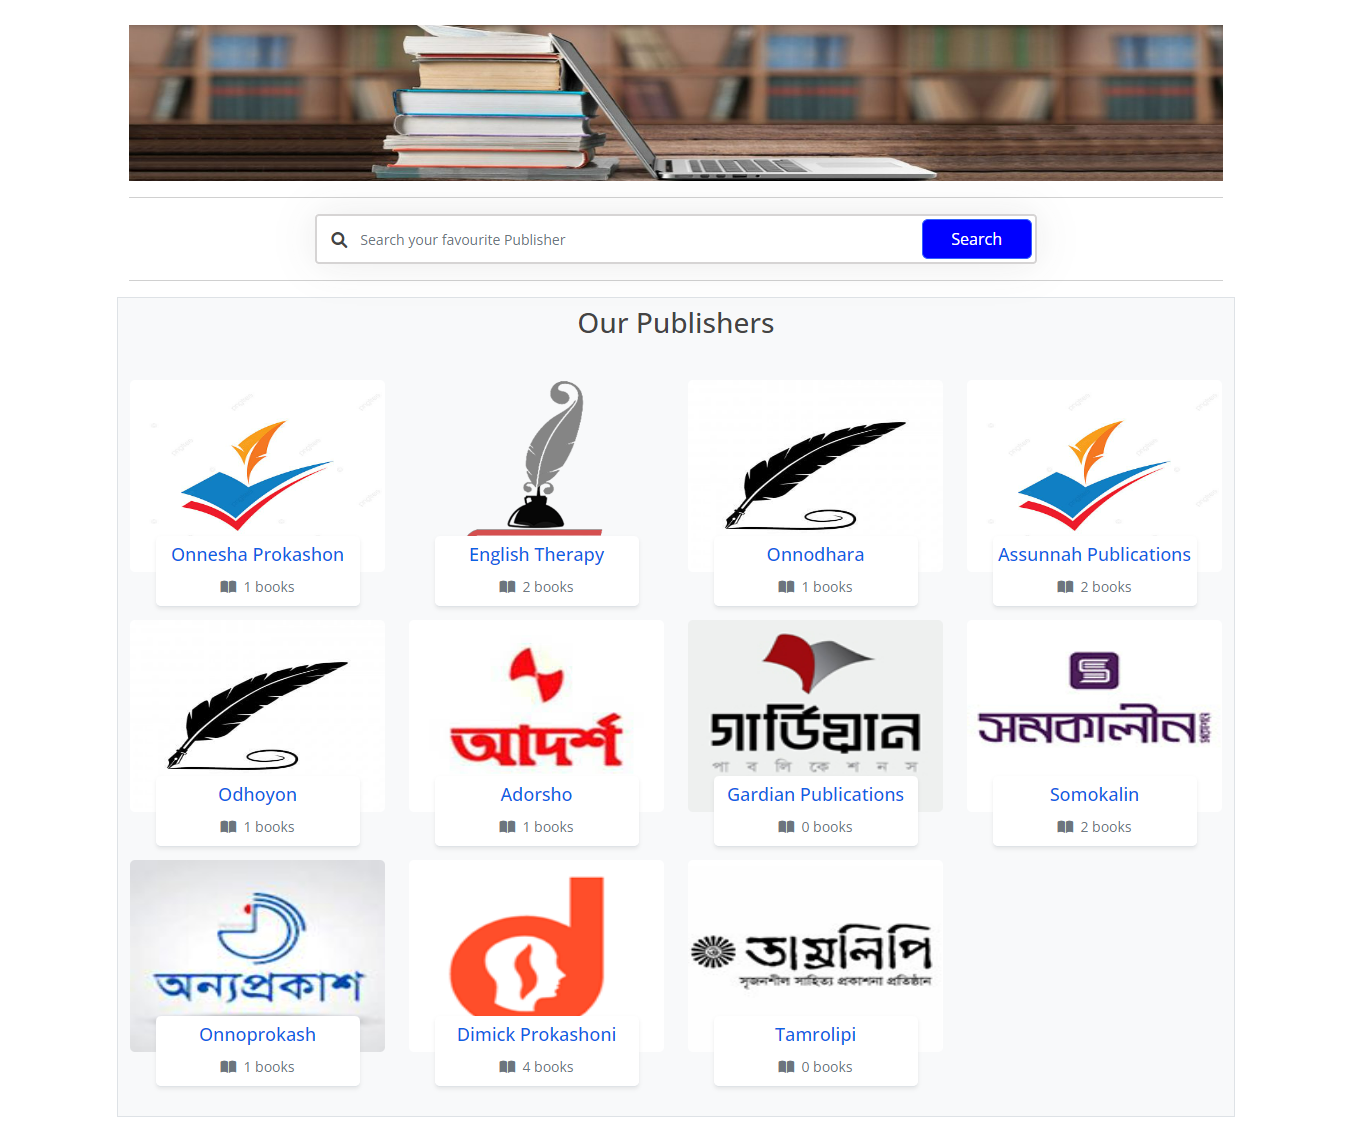 Search your favourite Publisher
Search
Our Publishers
Onnesha Prokashon
1 books
English Therapy
2 books
Onnodhara
1 books
Assunnah Publications
2 books
Odhoyon
1 books
আদর্শ
Adorsho
1 books
গার্ডিয়ান
পাবলিকেশনস
Gardian Publications
0 books
সমকালীন
Somokalin
2 books
অন্যপ্রকাশ
Onnoprokash
1 books
Dimick Prokashoni
4 books
তাম্রলিপি
সৃজনশীল সাহিত্য প্রকাশনা প্রতিষ্ঠান
Tamrolipi
0 books